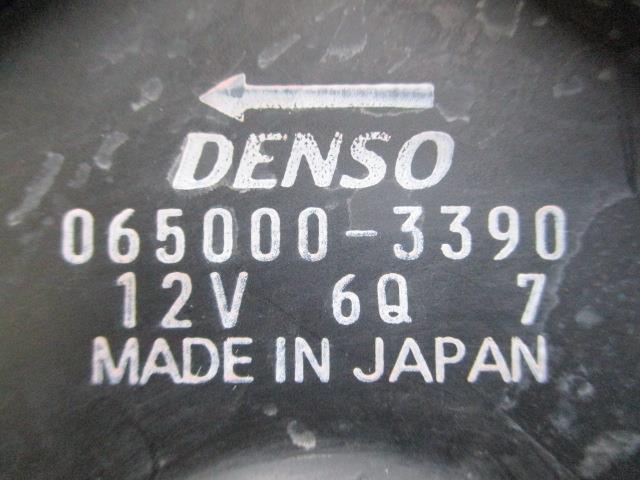 DENSO
065000-3390
12V 6Q 7
MADE IN JAPAN